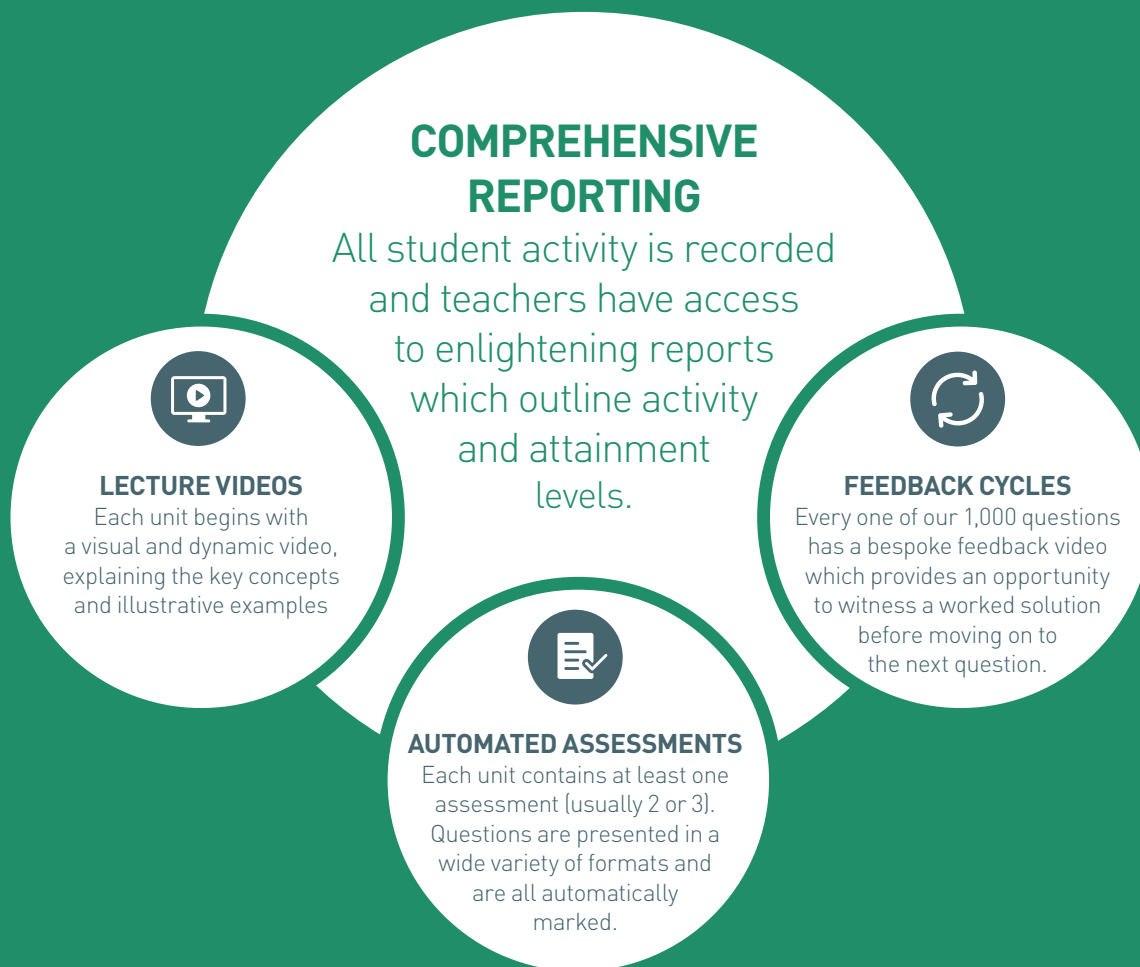 COMPREHENSIVE
REPORTING
All student activity is recorded
and teachers have access
to enlightening reports
which outline activity
and attainment
levels.
LECTURE VIDEOS
Each unit begins with
a visual and dynamic video,
explaining the key concepts
and illustrative examples
AUTOMATED ASSESSMENTS
Each unit contains at least one
assessment (usually 2 or 3).
Questions are presented in a
wide variety of formats and
are all automatically
marked.
FEEDBACK CYCLES
Every one of our 1,000 questions
has a bespoke feedback video
which provides an opportunity
to witness a worked solution
before moving on to
the next question.